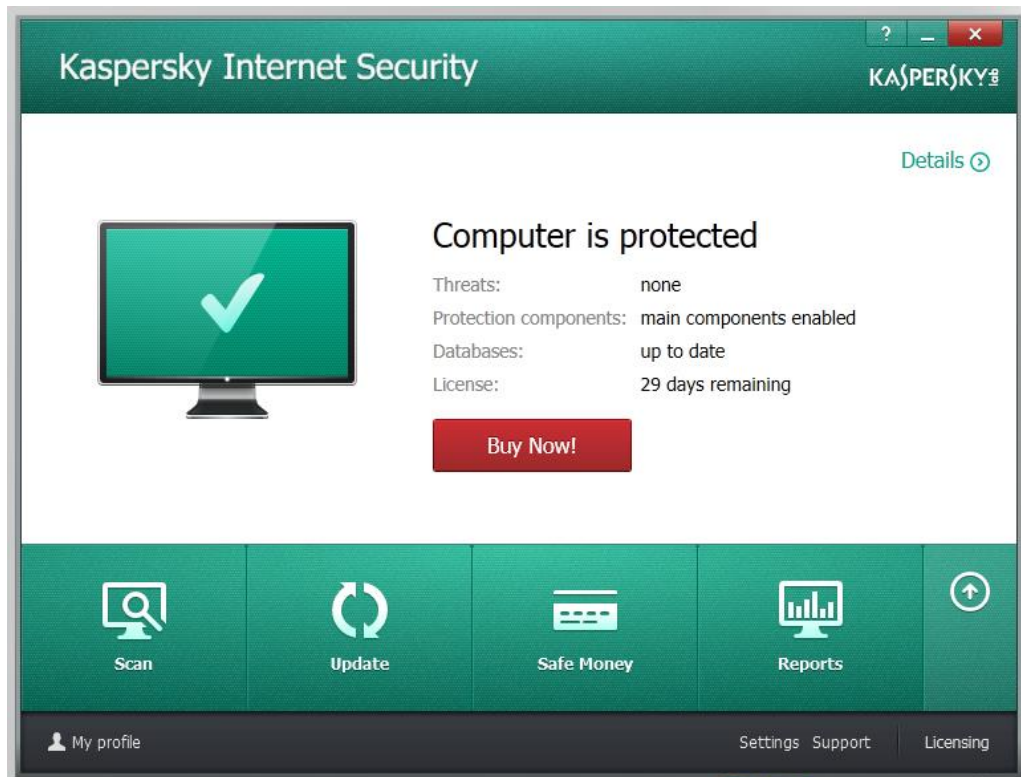 ?
Kaspersky Internet Security
KASPERSKY lab
Details
Computer is protected
Threats: none
Protection components: main components enabled
Databases: up to date
License: 29 days remaining
Buy Now!
Scan Update Safe Money Reports
My profile Settings Support Licensing